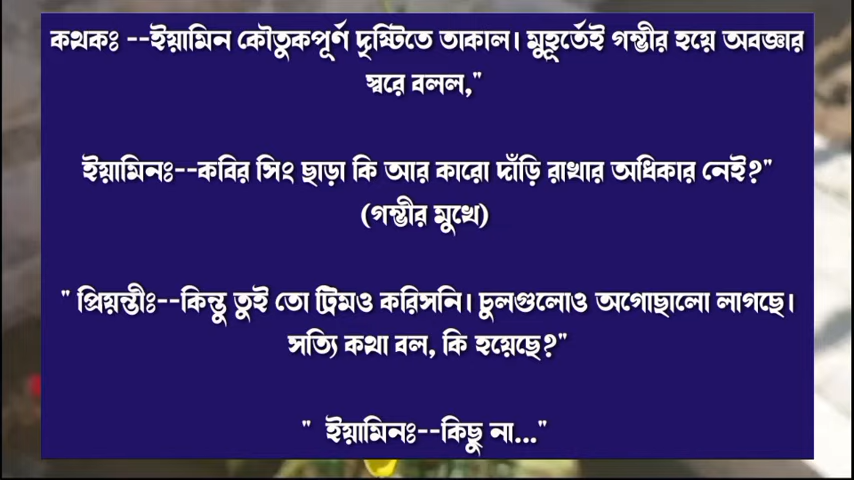 কথকঃ --ইয়ামিন কৌতুকপূর্ণ দৃষ্টিতে তাকাল। মুহূর্তেই গম্ভীর হয়ে অবজ্ঞার
স্বরে বলল,"
ইয়ামিনঃ--কবির সিং ছাড়া কি আর কারো দাঁড়ি রাখার অধিকার নেই?"
(গম্ভীর মুখে)
" প্রিয়ন্তীঃ--কিন্তু তুই তো ট্রিমও করিসনি। চুলগুলোও অগোছালো লাগছে।
সত্যি কথা বল, কি হয়েছে?"
" ইয়ামিনঃ--কিছু না..."